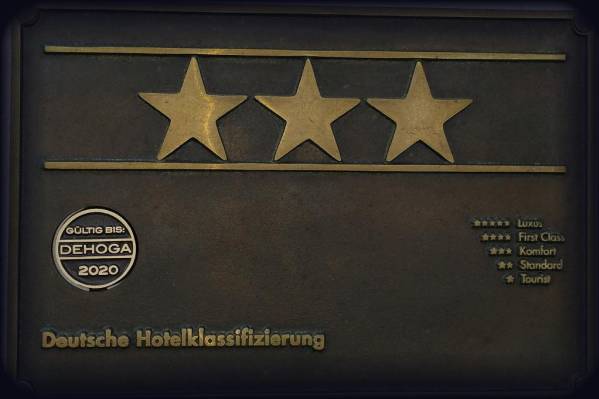 GÜLTIG BIS:
DEHOGA
2020
★★★★★ Luxus
★★★★ First Class
★★★ Komfort
★★ Standard
★ Tourist
Deutsche Hotelklassifizierung